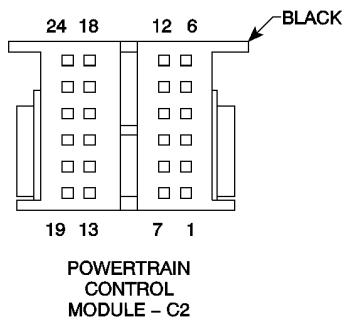 BLACK
24 18 12 6
19 13 7 1
POWERTRAIN
CONTROL
MODULE – C2